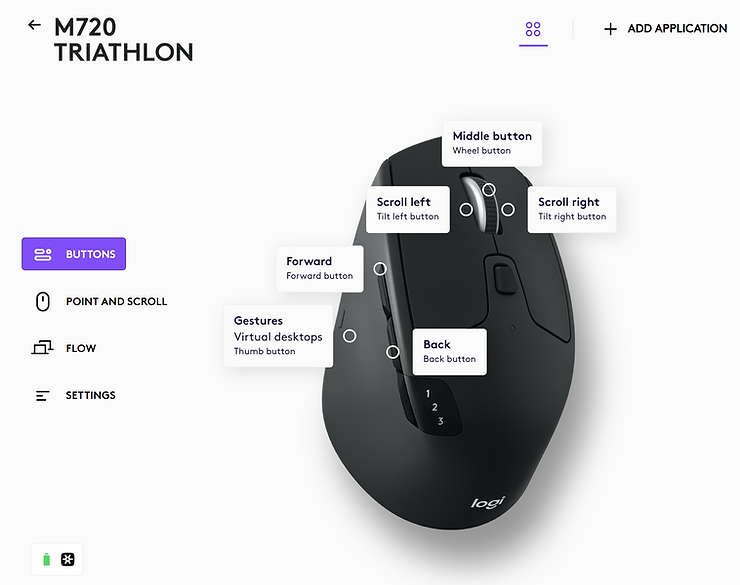 M720
TRIATHLON
ADD APPLICATION
Middle button
Wheel button
Scroll left
Tilt left button
Scroll right
Tilt right button
BUTTONS
Forward
Forward button
POINT AND SCROLL
Gestures
Virtual desktops
Thumb button
FLOW
Back
Back button
SETTINGS
1
2
3
logi